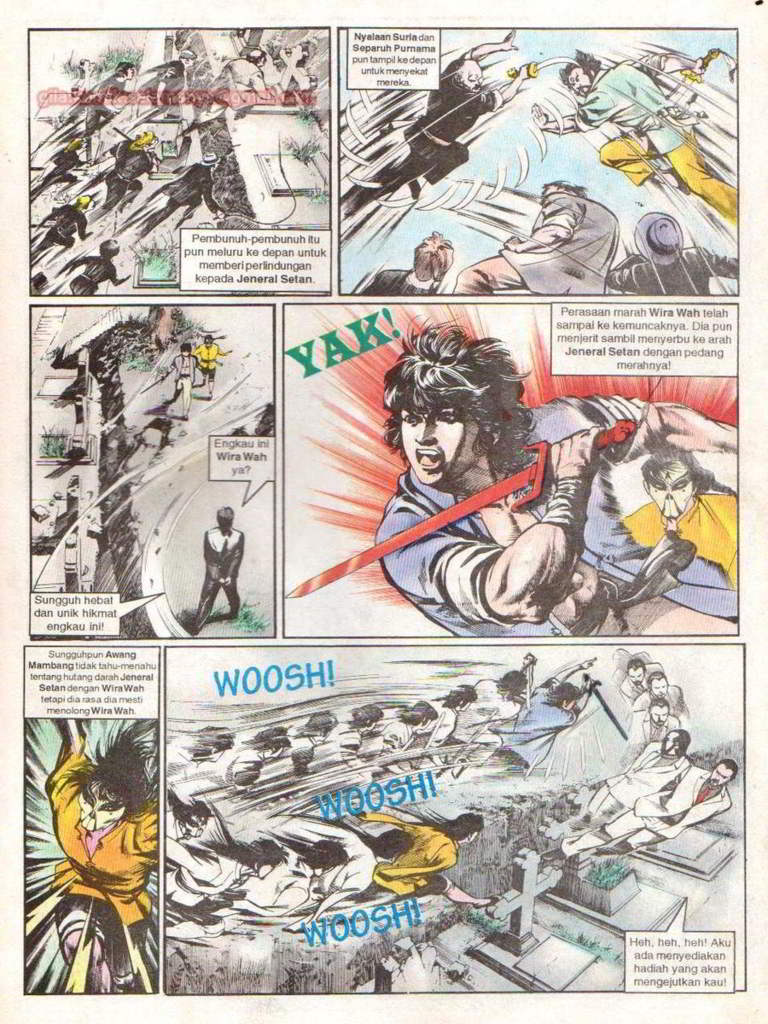 Pembunuh-pembunuh itu
pun meluru ke depan untuk
memberi perlindungan
kepada Jeneral Setan.
Nyalaan Suria dan
Separuh Purnama
pun tampil ke depan
untuk menyekat
mereka.
Engkau ini
Wira Wah
ya?
Sungguh hebat
dan unik hikmat
engkau ini!
YAK!
Perasaan marah Wira Wah telah
sampai ke kemuncaknya. Dia pun
menjerit sambil menyerbu ke arah
Jeneral Setan dengan pedang
merahnya!
Sungguhpun Awang
Mambang tidak tahu-menahu
tentang hutang darah Jeneral
Setan dengan Wira Wah
tetapi dia rasa dia mesti
menolong Wira Wah.
WOOSH!
WOOSH!
WOOSH!
WOOSH!
Heh, heh, heh! Aku
ada menyediakan
hadiah yang akan
mengejutkan kau!